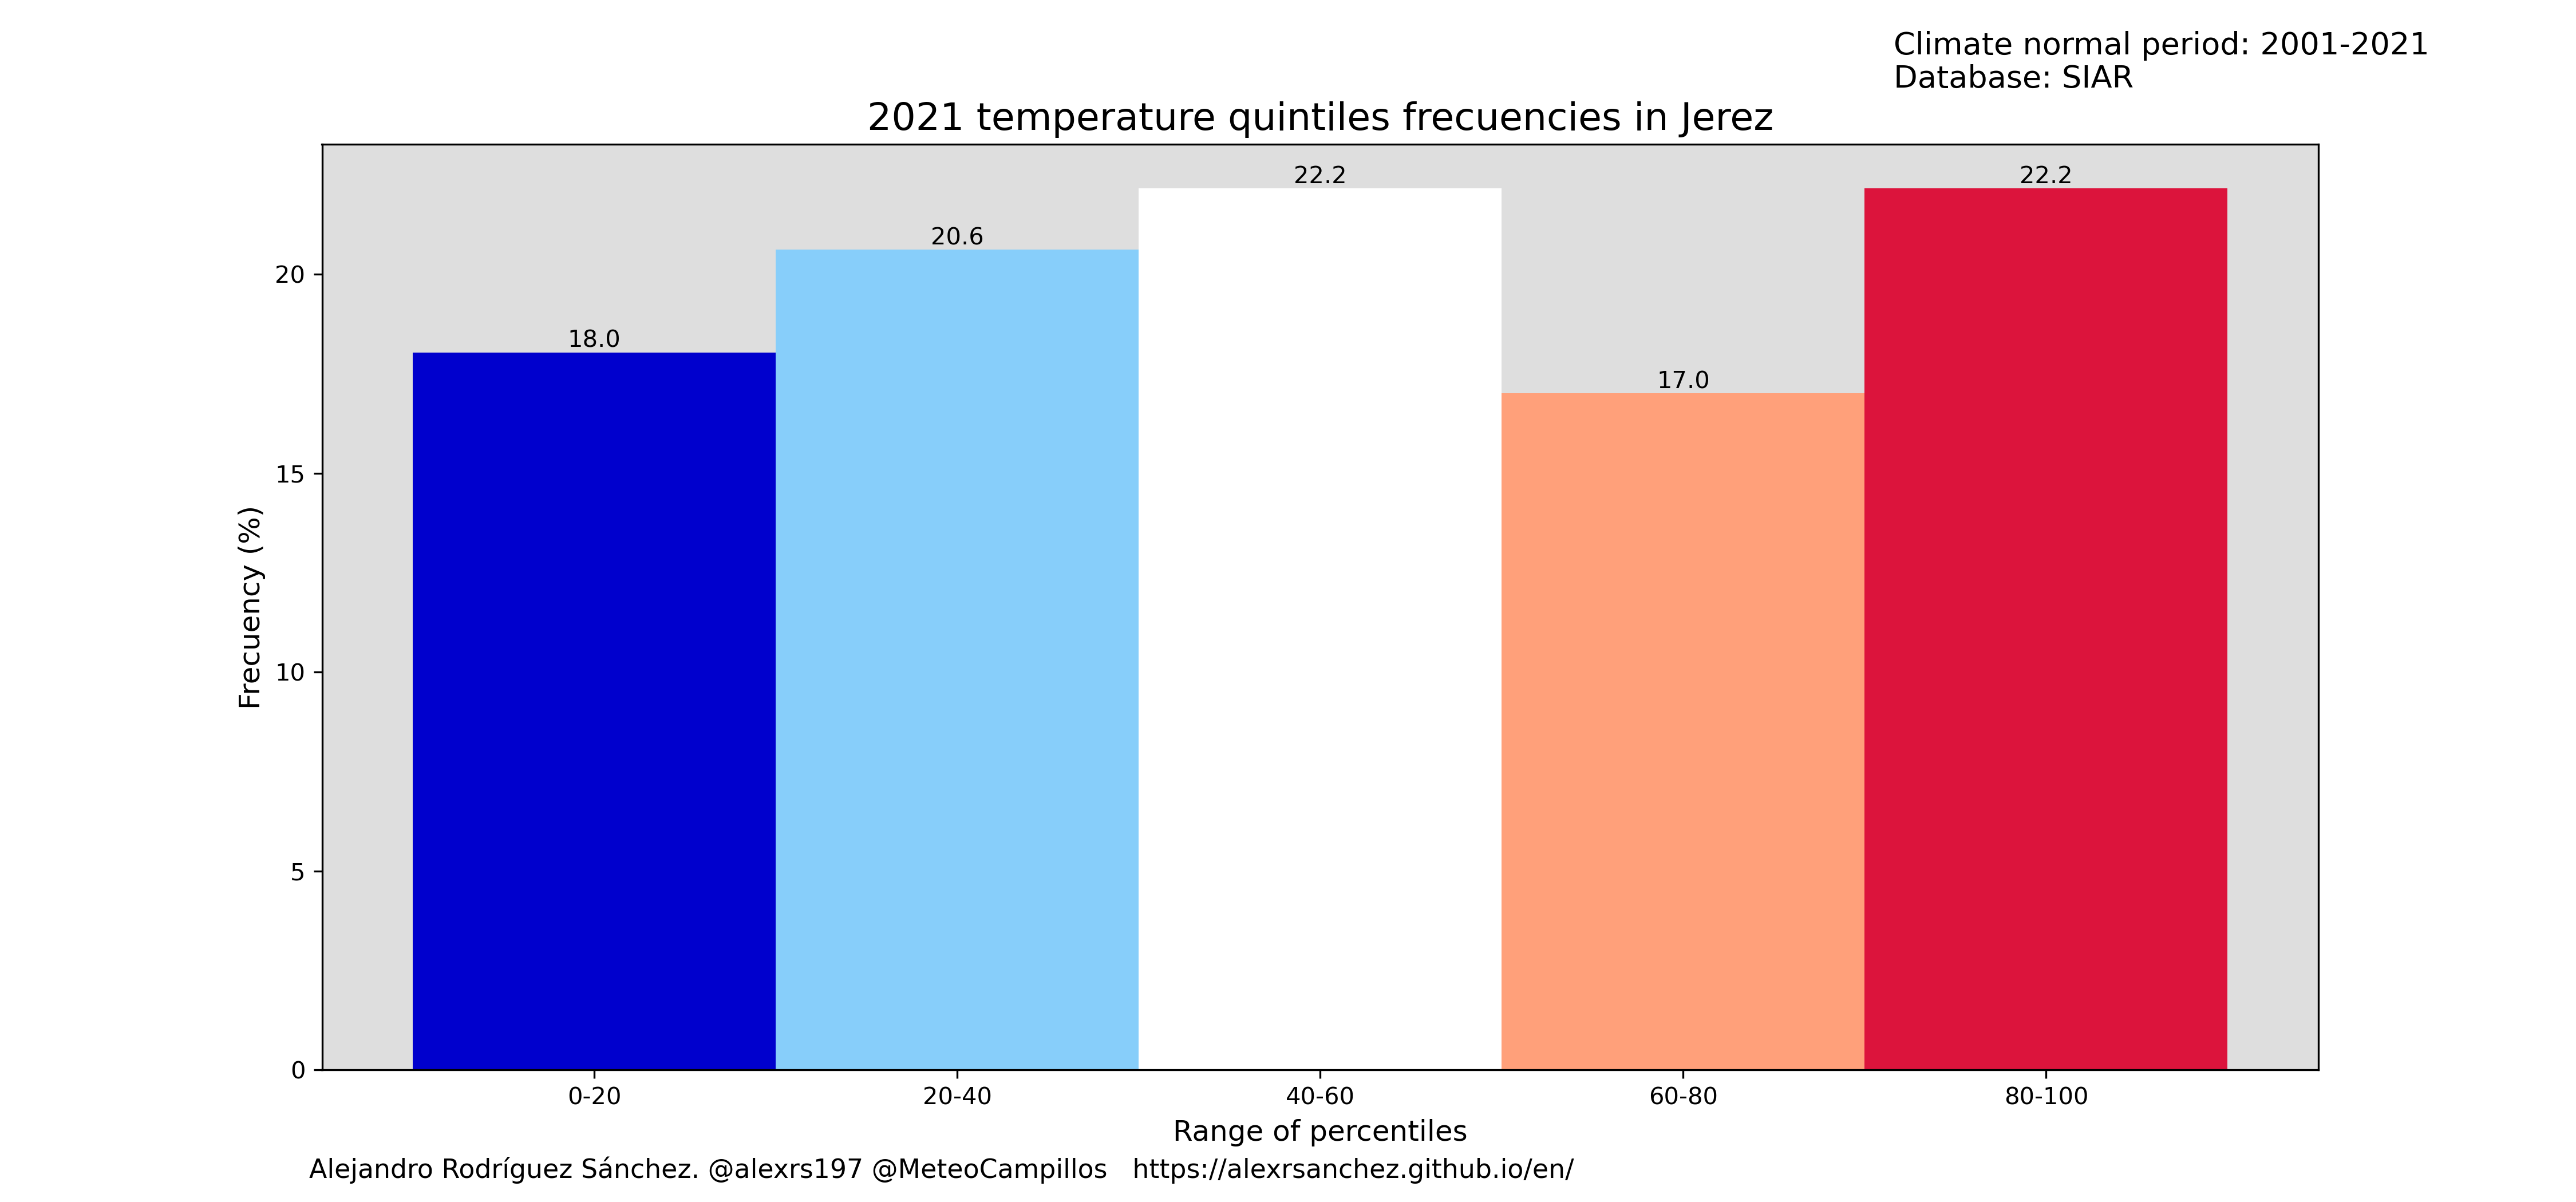 Climate normal period: 2001-2021
Database: SIAR
2021 temperature quintiles frecuencies in Jerez
22.2
22.2
20.6
18.0
17.0
20
15
10
5
0
Frecuency (%)
0-20
20-40
40-60
60-80
80-100
Range of percentiles
Alejandro Rodríguez Sánchez. @alexrs197 @MeteoCampillos   https://alexrsanchez.github.io/en/